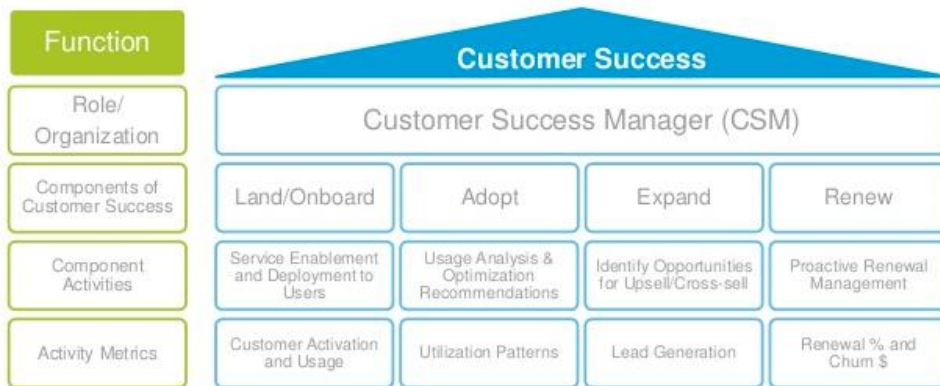 Function
Customer Success
Role/
Organization
Customer Success Manager (CSM)
Components of
Customer Success
Land/Onboard
Adopt
Expand
Renew
Component
Activities
Service Enablement
and Deployment to
Users
Usage Analysis &
Optimization
Recommendations
Identify Opportunities
for Upsell/Cross-sell
Proactive Renewal
Management
Activity Metrics
Customer Activation
and Usage
Utilization Patterns
Lead Generation
Renewal % and
Churn $